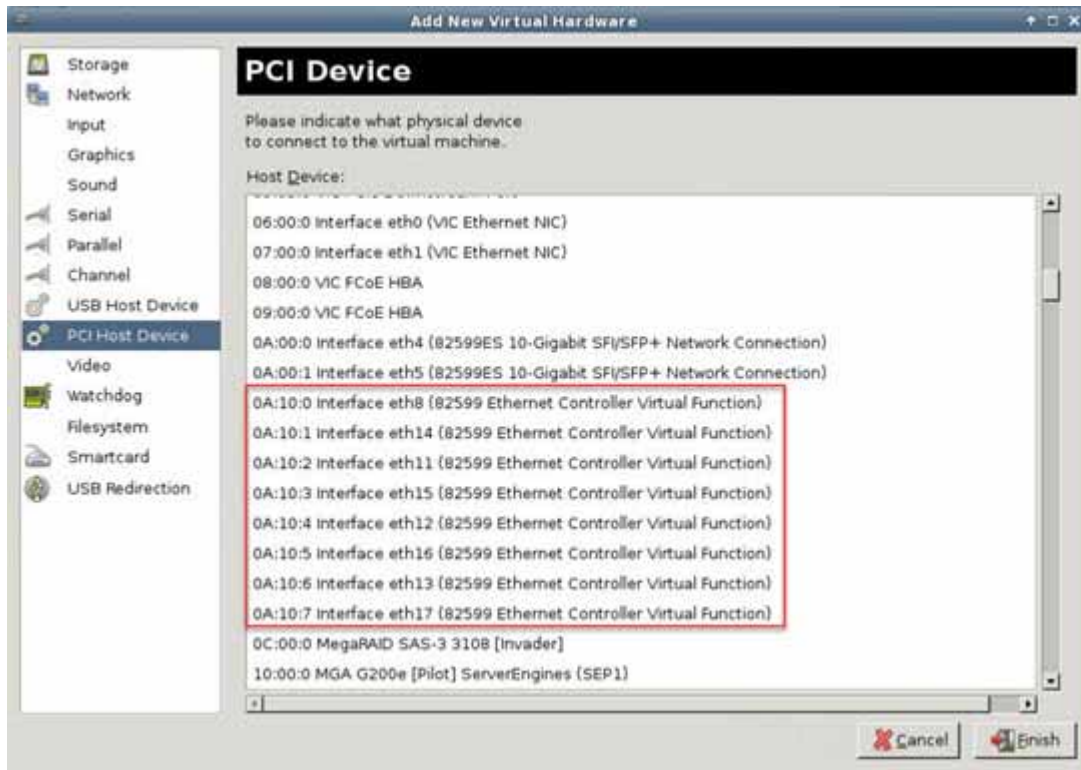 Add New Virtual Hardware
Storage
Network
Input
Graphics
Sound
Serial
Parallel
Channel
USB Host Device
PCI Host Device
Video
Watchdog
Filesystem
Smartcard
USB Redirection
PCI Device
Please indicate what physical device
to connect to the virtual machine.
Host Device:
06:00:0 Interface eth0 (VIC Ethernet NIC)
07:00:0 Interface eth1 (VIC Ethernet NIC)
08:00:0 VIC FCoE HBA
09:00:0 VIC FCoE HBA
0A:00:0 Interface eth4 (82599ES 10-Gigabit SFI/SFP+ Network Connection)
0A:00:1 Interface eth5 (82599ES 10-Gigabit SFI/SFP+ Network Connection)
0A:10:0 Interface eth8 (82599 Ethernet Controller Virtual Function)
0A:10:1 Interface eth14 (82599 Ethernet Controller Virtual Function)
0A:10:2 Interface eth11 (82599 Ethernet Controller Virtual Function)
0A:10:3 Interface eth15 (82599 Ethernet Controller Virtual Function)
0A:10:4 Interface eth12 (82599 Ethernet Controller Virtual Function)
0A:10:5 Interface eth16 (82599 Ethernet Controller Virtual Function)
0A:10:6 Interface eth13 (82599 Ethernet Controller Virtual Function)
0A:10:7 Interface eth17 (82599 Ethernet Controller Virtual Function)
0C:00:0 MegaRAID SAS-3 3108 [Invader]
10:00:0 MGA G200e [Pilot] ServerEngines (SEP1)
Cancel
Finish